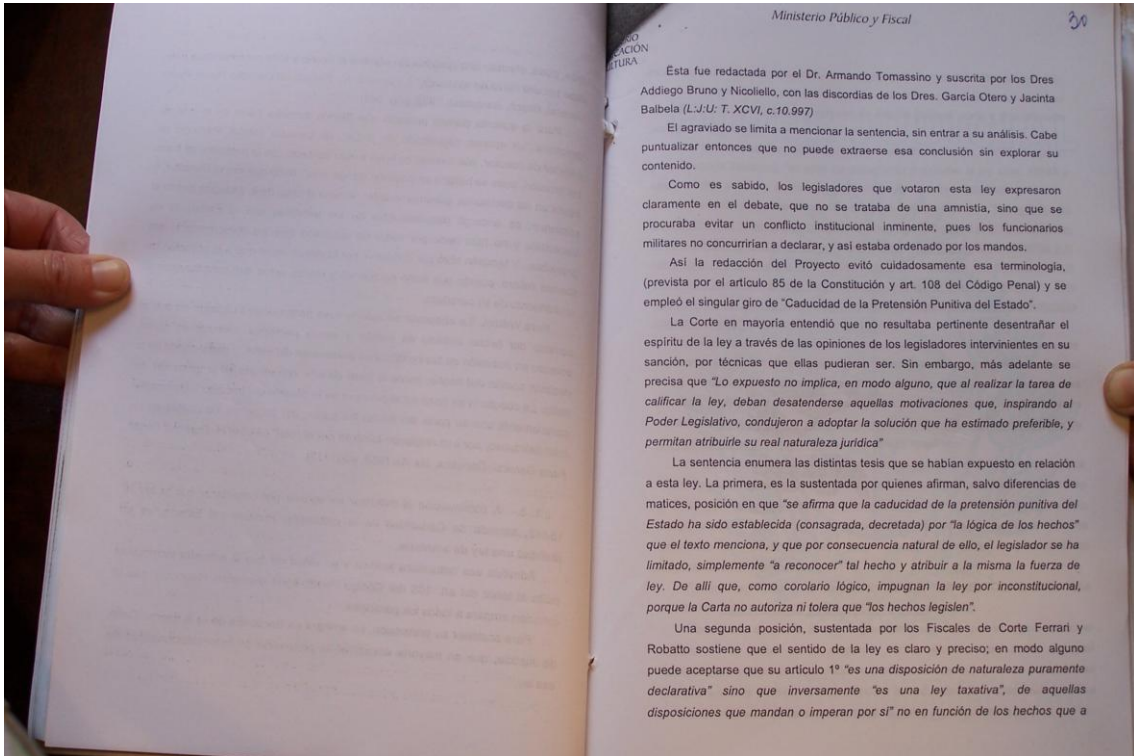 Ministerio Público y Fiscal
30
Esta fue redactada por el Dr. Armando Tomassino y suscrita por los Dres
Addiego Bruno y Nicoliello, con las discordias de los Dres. García Otero y Jacinta
Balbela (L:J:U: T. XCVI, c.10.997)
El agraviado se limita a mencionar la sentencia, sin entrar a su análisis. Cabe
puntualizar entonces que no puede extraerse esa conclusión sin explorar su
contenido.
Como es sabido, los legisladores que votaron esta ley expresaron
claramente en el debate, que no se trataba de una amnistía, sino que se
procuraba evitar un conflicto institucional inminente, pues los funcionarios
militares no concurrirían a declarar, y así estaba ordenado por los mandos.
Así la redacción del Proyecto evitó cuidadosamente esa terminología,
(prevista por el artículo 85 de la Constitución y art. 108 del Código Penal) y se
empleó el singular giro de "Caducidad de la Pretensión Punitiva del Estado".
La Corte en mayoría entendió que no resultaba pertinente desentrañar el
espíritu de la ley a través de las opiniones de los legisladores intervinientes en su
sanción, por técnicas que ellas pudieran ser. Sin embargo, más adelante se
precisa que "Lo expuesto no implica, en modo alguno, que al realizar la tarea de
calificar la ley, deban desatenderse aquellas motivaciones que, inspirando al
Poder Legislativo, condujeron a adoptar la solución que ha estimado preferible, y
permitan atribuirle su real naturaleza jurídica"
La sentencia enumera las distintas tesis que se habían expuesto en relación
a esta ley. La primera, es la sustentada por quienes afirman, salvo diferencias de
matices, posición en que "se afirma que la caducidad de la pretensión punitiva del
Estado ha sido establecida (consagrada, decretada) por "la lógica de los hechos"
que el texto menciona, y que por consecuencia natural de ello, el legislador se ha
limitado, simplemente "a reconocer" tal hecho y atribuir a la misma la fuerza de
ley. De allí que, como corolario lógico, impugnan la ley por inconstitucional,
porque la Carta no autoriza ni tolera que "los hechos legislen".
Una segunda posición, sustentada por los Fiscales de Corte Ferrari y
Robatto sostiene que el sentido de la ley es claro y preciso; en modo alguno
puede aceptarse que su artículo 1º "es una disposición de naturaleza puramente
declarativa" sino que inversamente "es una ley taxativa", de aquellas
disposiciones que mandan o imperan por sí" no en función de los hechos que a